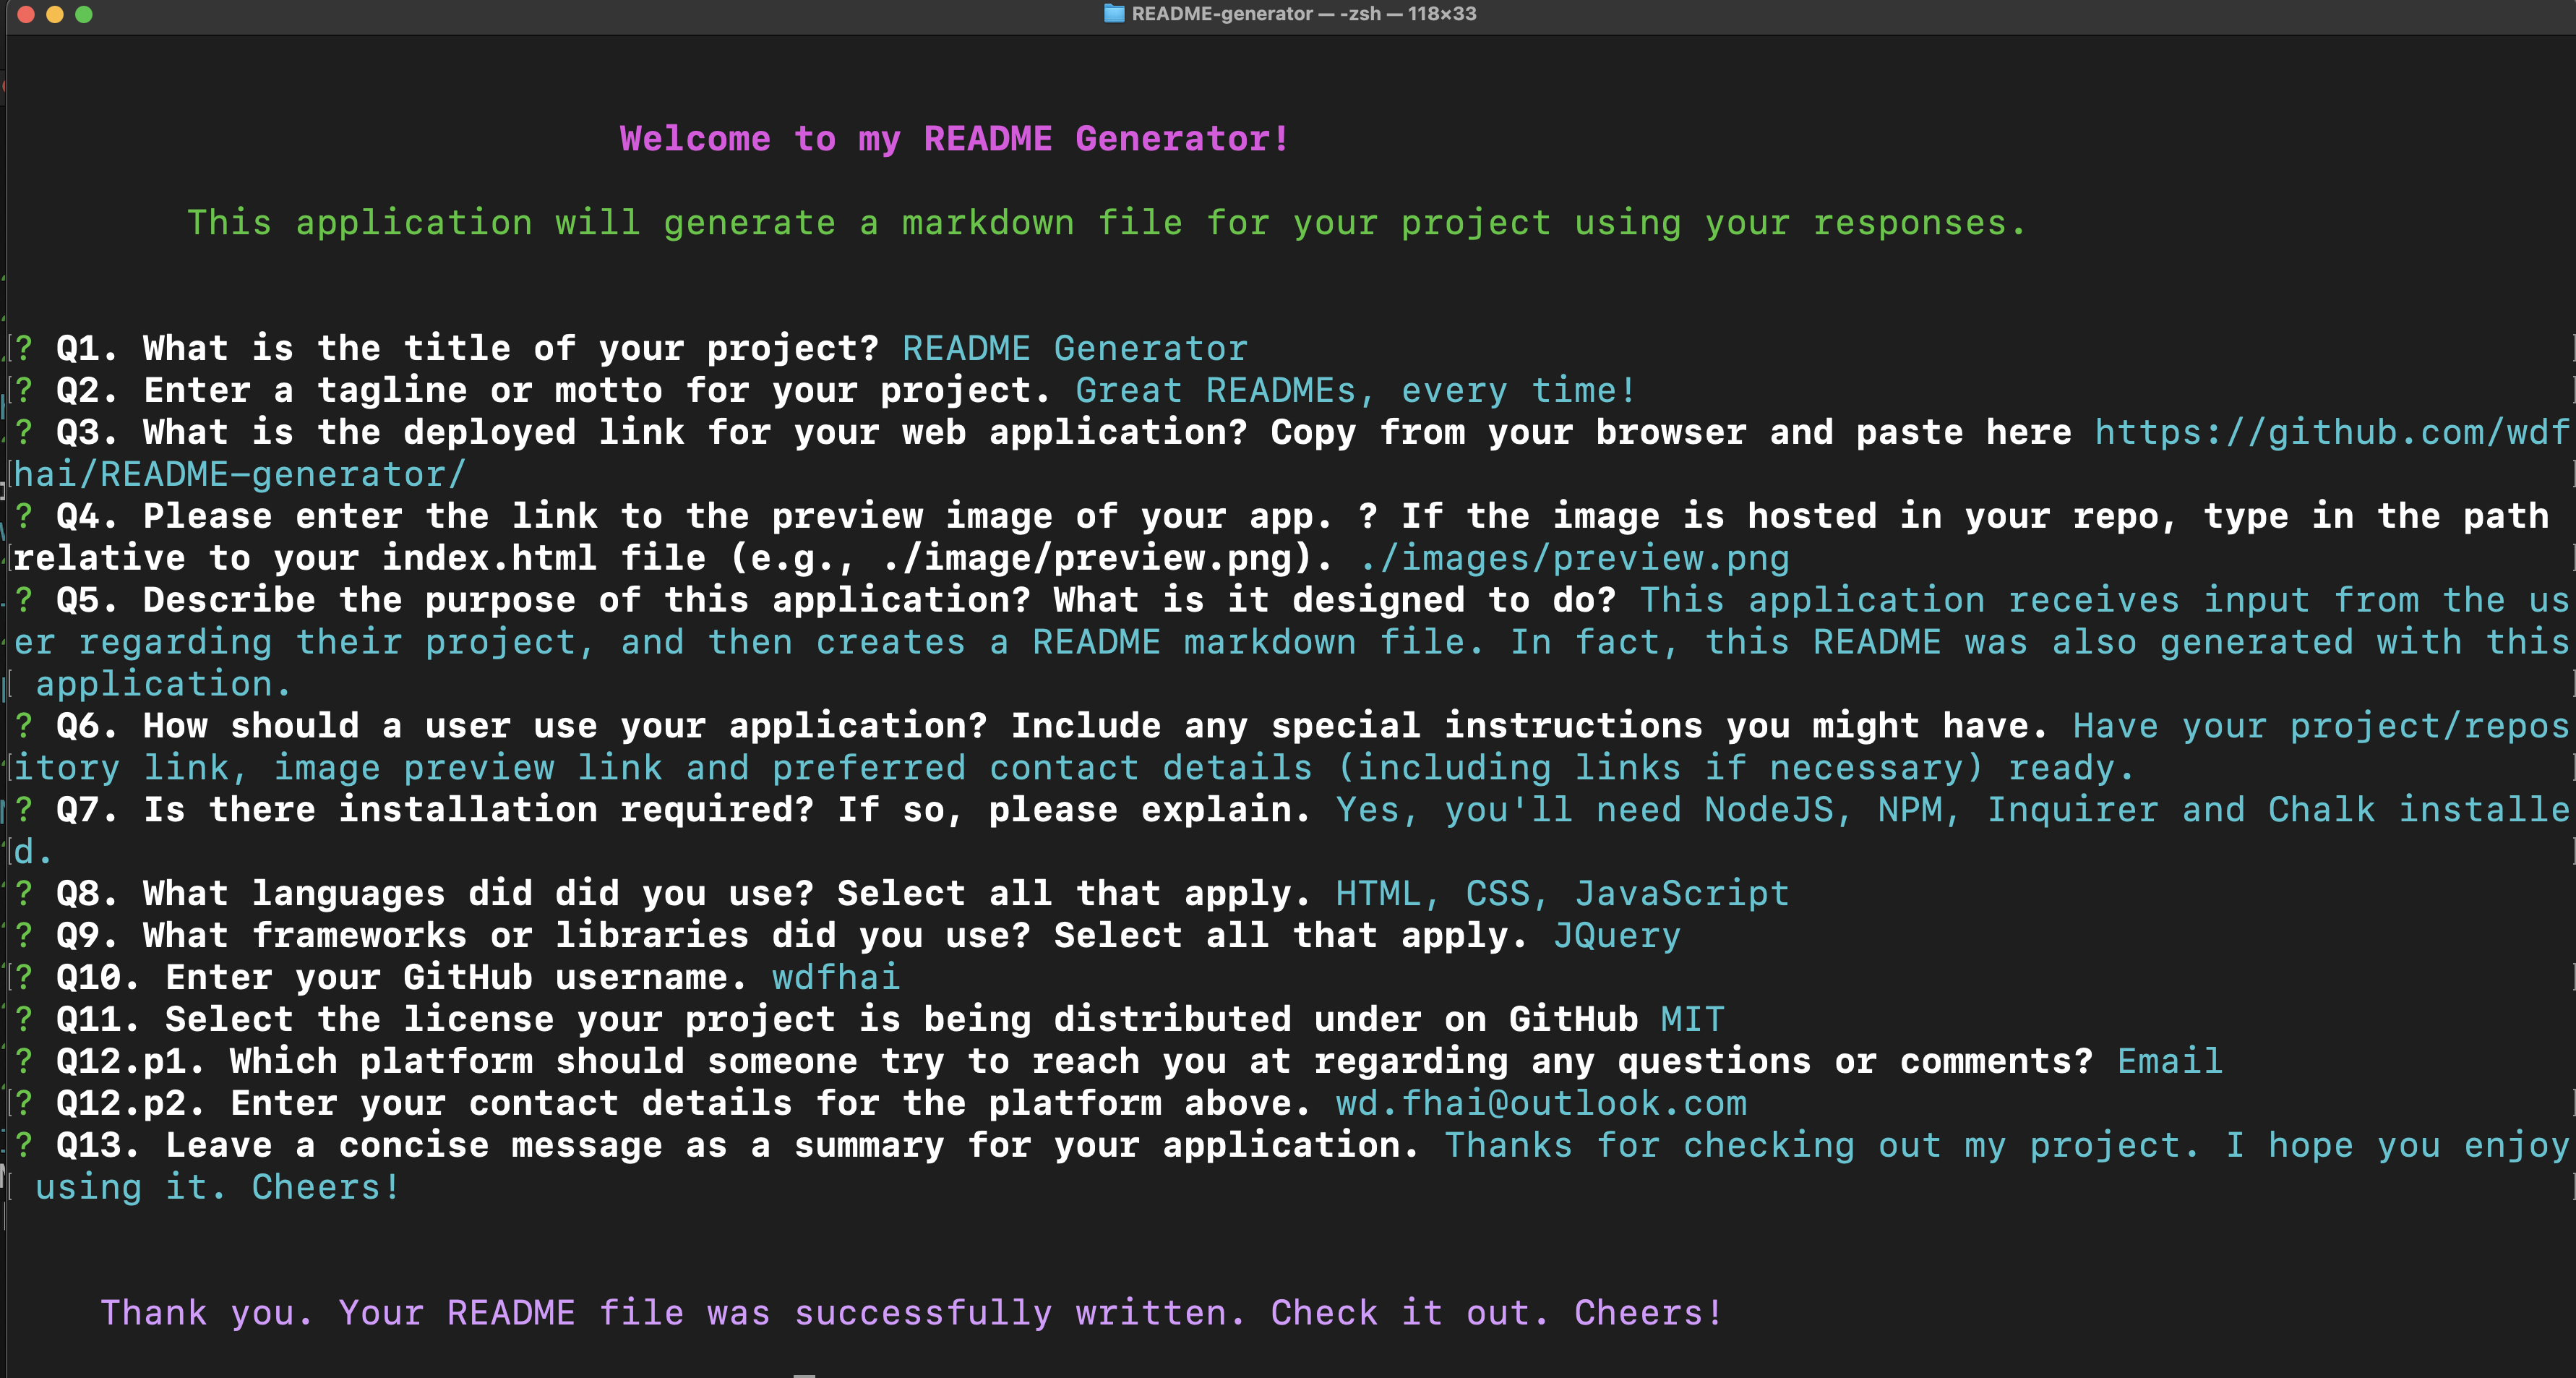 README-generator — -zsh — 118×33
Welcome to my README Generator!
This application will generate a markdown file for your project using your responses.
[? Q1. What is the title of your project? README Generator ]
[? Q2. Enter a tagline or motto for your project. Great READMEs, every time! ]
? Q3. What is the deployed link for your web application? Copy from your browser and paste here https://github.com/wdf
[hai/README-generator/ ]
? Q4. Please enter the link to the preview image of your app. ? If the image is hosted in your repo, type in the path
[relative to your index.html file (e.g., ./image/preview.png). ./images/preview.png ]
? Q5. Describe the purpose of this application? What is it designed to do? This application receives input from the us
er regarding their project, and then creates a README markdown file. In fact, this README was also generated with this
[ application. ]
? Q6. How should a user use your application? Include any special instructions you might have. Have your project/repos
[itory link, image preview link and preferred contact details (including links if necessary) ready. ]
? Q7. Is there installation required? If so, please explain. Yes, you'll need NodeJS, NPM, Inquirer and Chalk installe
[d. ]
? Q8. What languages did did you use? Select all that apply. HTML, CSS, JavaScript
? Q9. What frameworks or libraries did you use? Select all that apply. JQuery
[? Q10. Enter your GitHub username. wdfhai ]
? Q11. Select the license your project is being distributed under on GitHub MIT
? Q12.p1. Which platform should someone try to reach you at regarding any questions or comments? Email
[? Q12.p2. Enter your contact details for the platform above. wd.fhai@outlook.com ]
? Q13. Leave a concise message as a summary for your application. Thanks for checking out my project. I hope you enjoy
[ using it. Cheers! ]
Thank you. Your README file was successfully written. Check it out. Cheers!